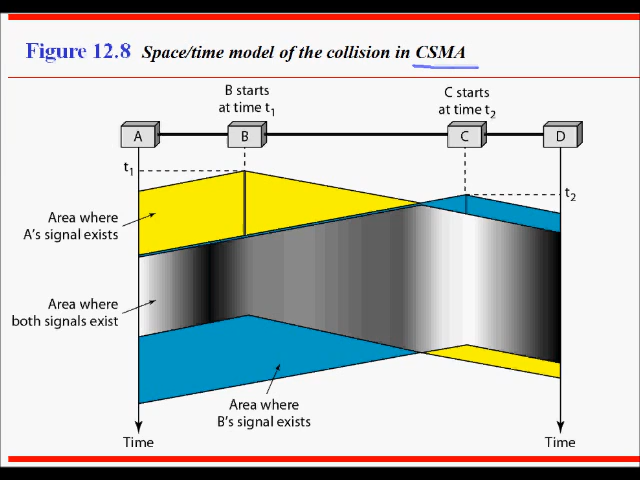 Figure 12.8 Space/time model of the collision in CSMA
B starts
at time t1
C starts
at time t2
A
B
C
D
t1
t2
Area where
A's signal exists
Area where
both signals exist
Area where
B's signal exists
Time
Time